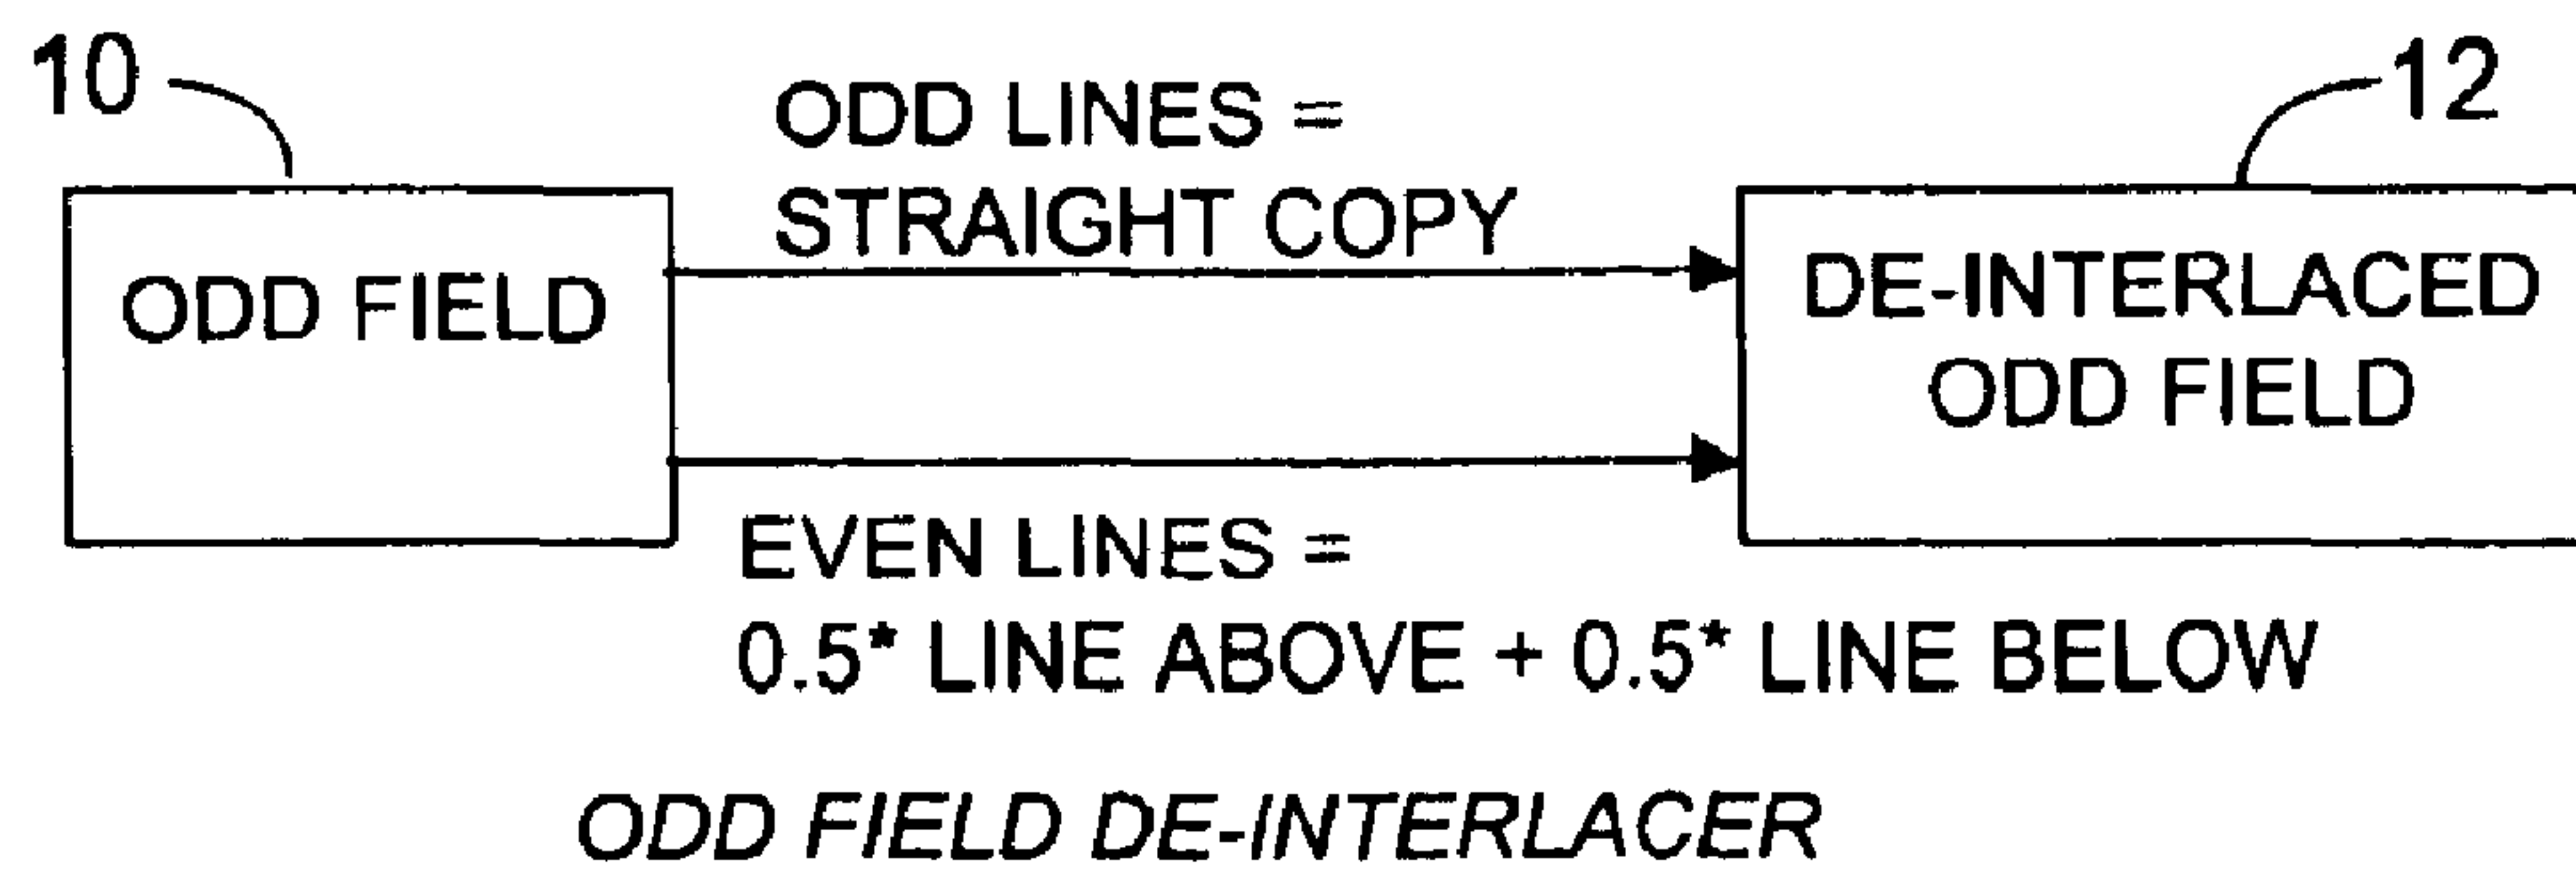 10
12
ODD LINES =
STRAIGHT COPY
ODD FIELD
DE-INTERLACED
ODD FIELD
EVEN LINES =
0.5* LINE ABOVE + 0.5* LINE BELOW
ODD FIELD DE-INTERLACER